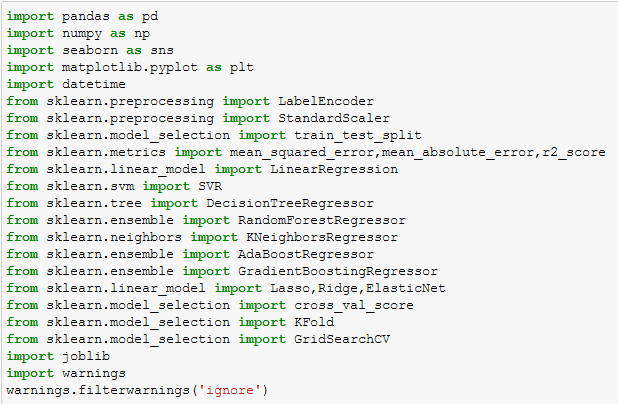 import pandas as pd
import numpy as np
import seaborn as sns
import matplotlib.pyplot as plt
import datetime
from sklearn.preprocessing import LabelEncoder
from sklearn.preprocessing import StandardScaler
from sklearn.model_selection import train_test_split
from sklearn.metrics import mean_squared_error,mean_absolute_error,r2_score
from sklearn.linear_model import LinearRegression
from sklearn.svm import SVR
from sklearn.tree import DecisionTreeRegressor
from sklearn.ensemble import RandomForestRegressor
from sklearn.neighbors import KNeighborsRegressor
from sklearn.ensemble import AdaBoostRegressor
from sklearn.ensemble import GradientBoostingRegressor
from sklearn.linear_model import Lasso,Ridge,ElasticNet
from sklearn.model_selection import cross_val_score
from sklearn.model_selection import KFold
from sklearn.model_selection import GridSearchCV
import joblib
import warnings
warnings.filterwarnings('ignore')